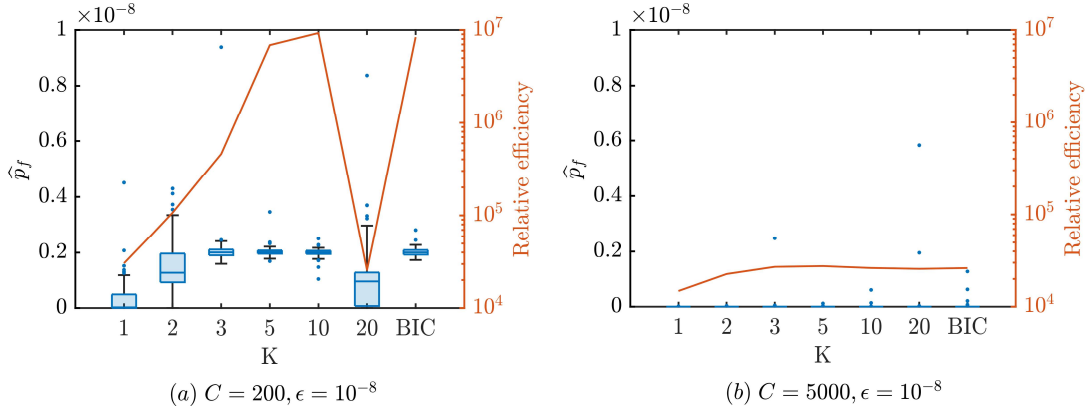 ×10⁻⁸
1
0.8
0.6
0.4
0.2
0
p̂_f
10⁷
10⁶
10⁵
10⁴
Relative efficiency
1 2 3 5 10 20 BIC
K
(a) C = 200, ϵ = 10⁻⁸
×10⁻⁸
1
0.8
0.6
0.4
0.2
0
p̂_f
10⁷
10⁶
10⁵
10⁴
Relative efficiency
1 2 3 5 10 20 BIC
K
(b) C = 5000, ϵ = 10⁻⁸